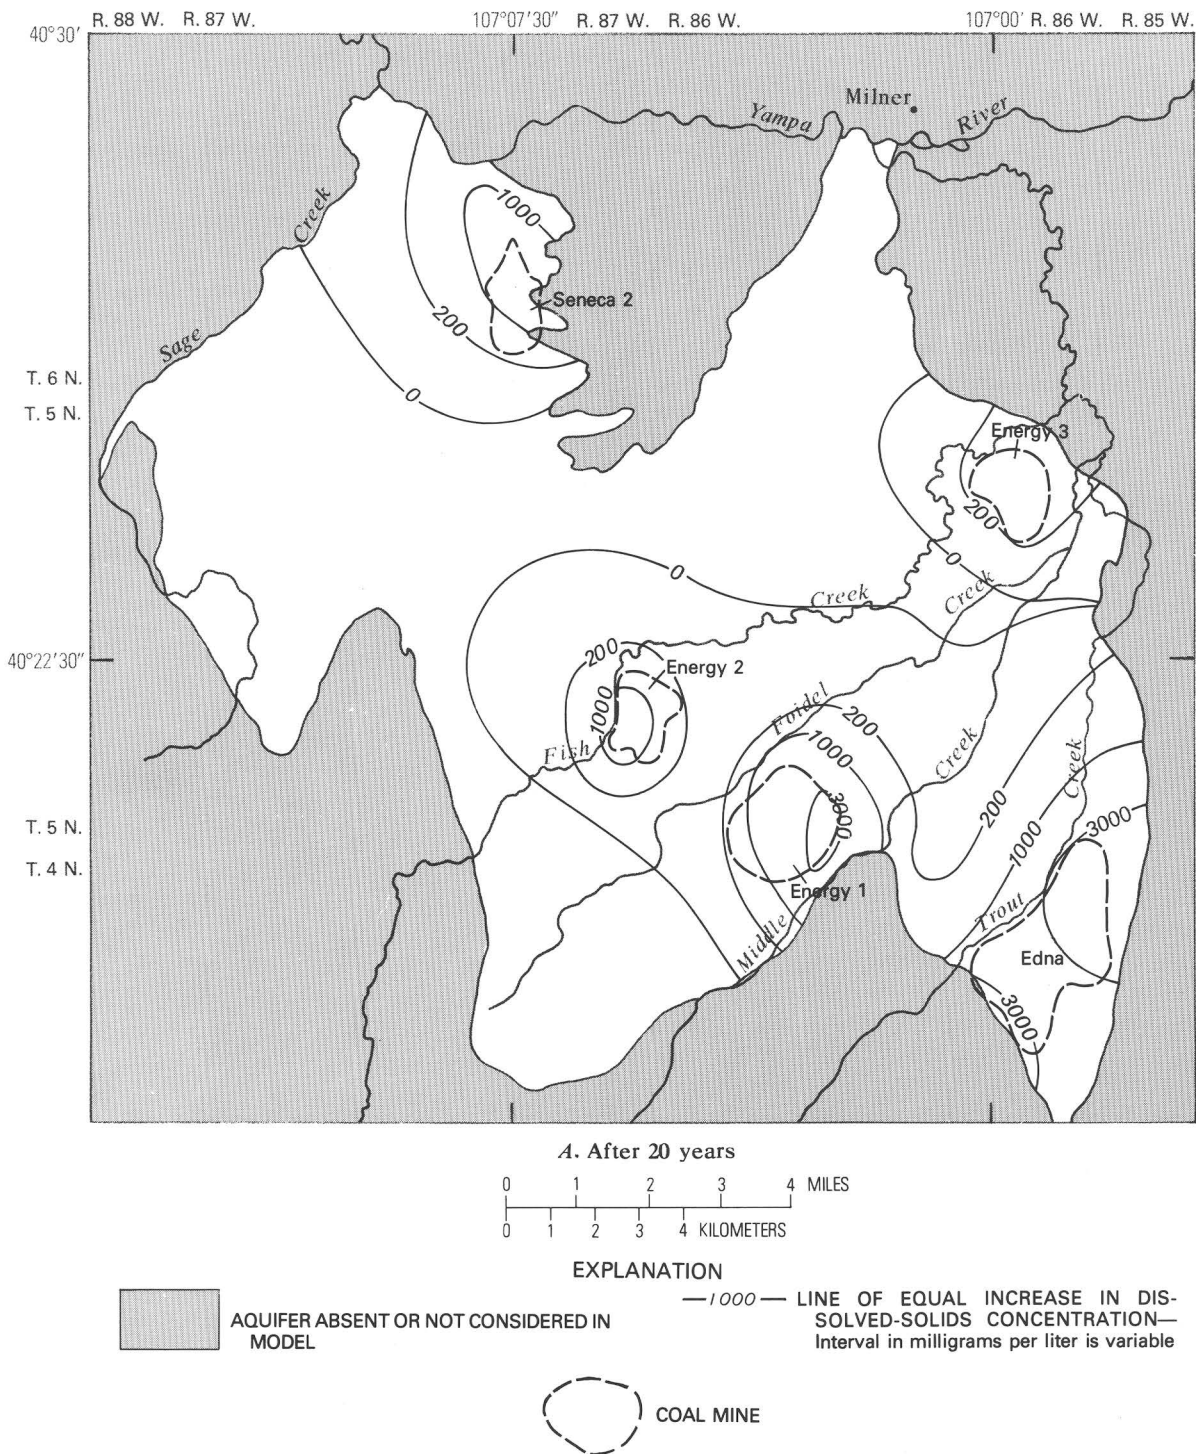 R. 88 W. R. 87 W. 107°07'30" R. 87 W. R. 86 W. 107°00' R. 86 W. R. 85 W.
40°30'
Milner
Yampa River
Creek
1000
Seneca 2
200
Sage
T. 6 N.
0
T. 5 N.
Energy 3
200
0
0
Creek
Creek
40°22'30"
200
Energy 2
1000
Foidel
200
Fish
1000
Creek
Creek
3000
200
3000
T. 5 N.
1000
T. 4 N.
Energy 1
Trout
Middle
Edna
3000
A. After 20 years
0 1 2 3 4 MILES
0 1 2 3 4 KILOMETERS
EXPLANATION
AQUIFER ABSENT OR NOT CONSIDERED IN
MODEL
—1000— LINE OF EQUAL INCREASE IN DIS-
SOLVED-SOLIDS CONCENTRATION—
Interval in milligrams per liter is variable
COAL MINE